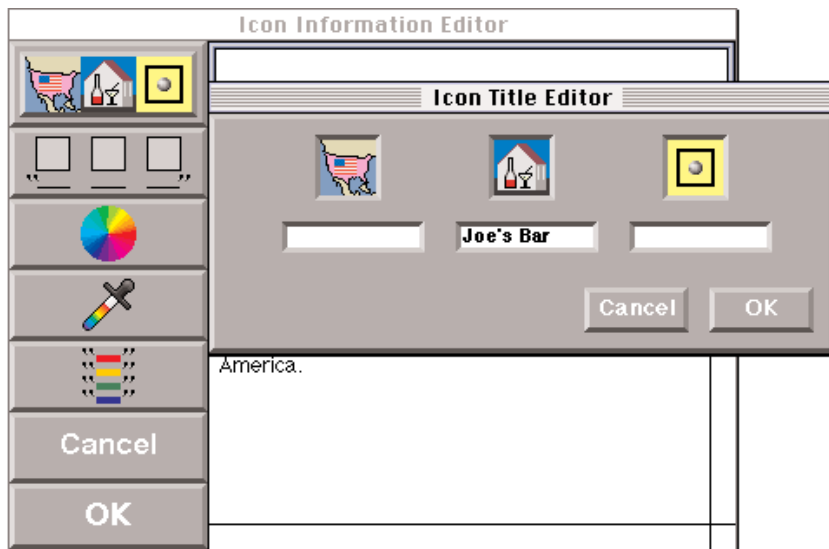 Icon Information Editor
Icon Title Editor
Joe's Bar
Cancel OK
America.
Cancel
OK